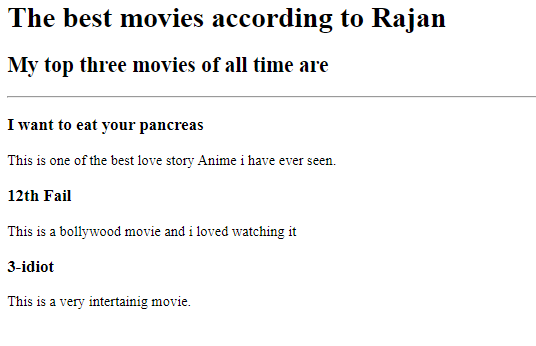 The best movies according to Rajan
My top three movies of all time are
I want to eat your pancreas
This is one of the best love story Anime i have ever seen.
12th Fail
This is a bollywood movie and i loved watching it
3-idiot
This is a very intertainig movie.